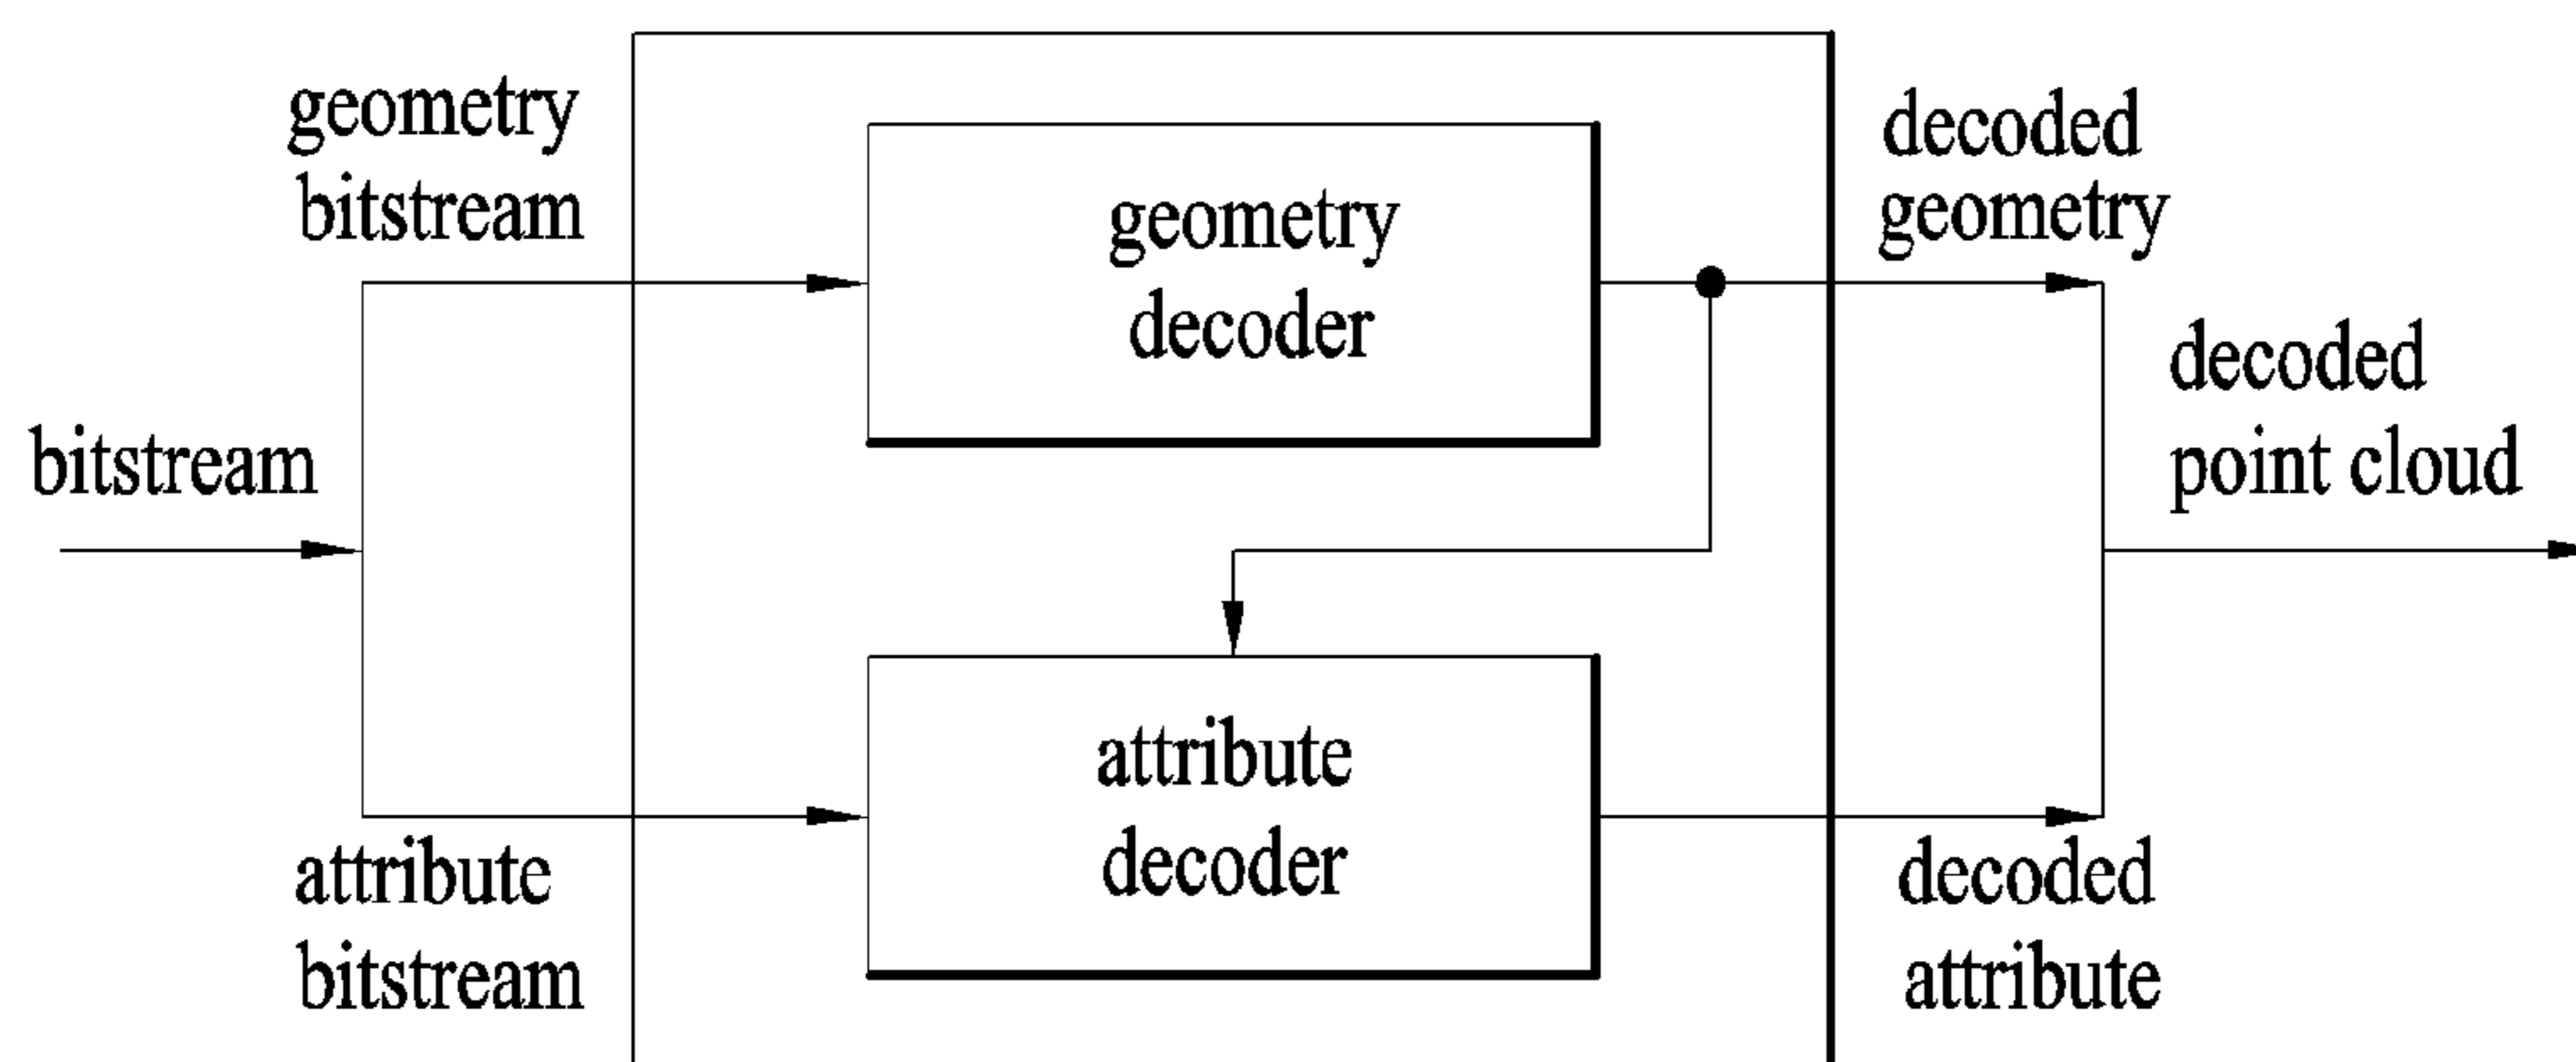 geometry
bitstream
bitstream
attribute
bitstream
geometry
decoder
attribute
decoder
decoded
geometry
decoded
point cloud
decoded
attribute